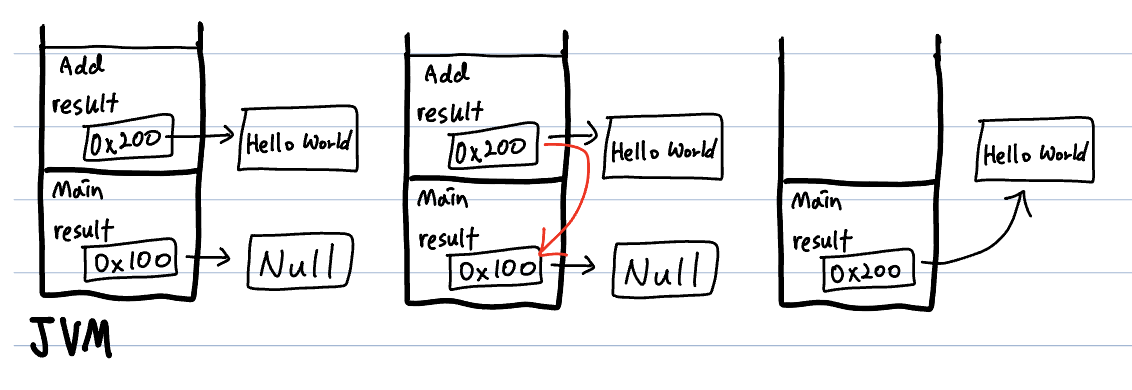 Add
result
0x200
Hello World
Main
result
0x100
Null
JVM
Add
result
0x200
Hello World
Main
result
0x100
Null
Main
result
0x200
Hello World